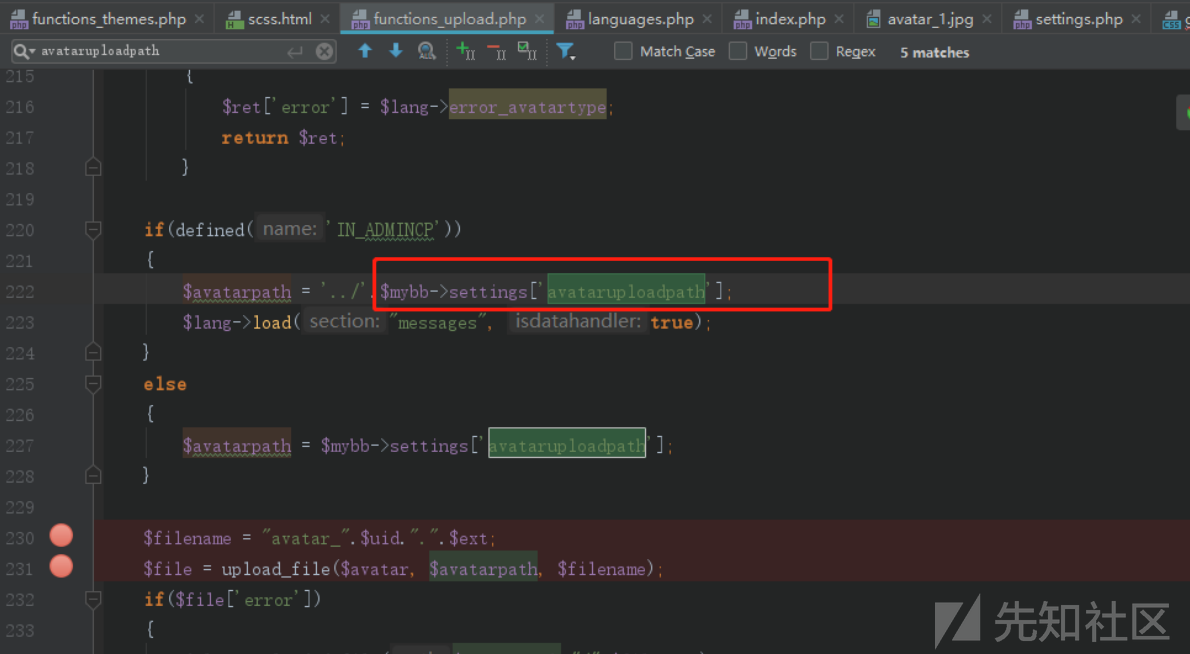 functions_themes.php × scss.html × functions_upload.php × languages.php × index.php × avatar_1.jpg × settings.php ×
avataruploadpath Match Case Words Regex 5 matches
215 {
216 $ret['error'] = $lang->error_avatartype;
217 return $ret;
218 }
219
220 if(defined( name: 'IN_ADMINCP'))
221 {
222 $avatarpath = '../'.$mybb->settings['avataruploadpath'];
223 $lang->load( section: "messages", isdatahandler: true);
224 }
225 else
226 {
227 $avatarpath = $mybb->settings['avataruploadpath'];
228 }
229
230 $filename = "avatar_".$uid.".".$ext;
231 $file = upload_file($avatar, $avatarpath, $filename);
232 if($file['error'])
233 {
先知社区